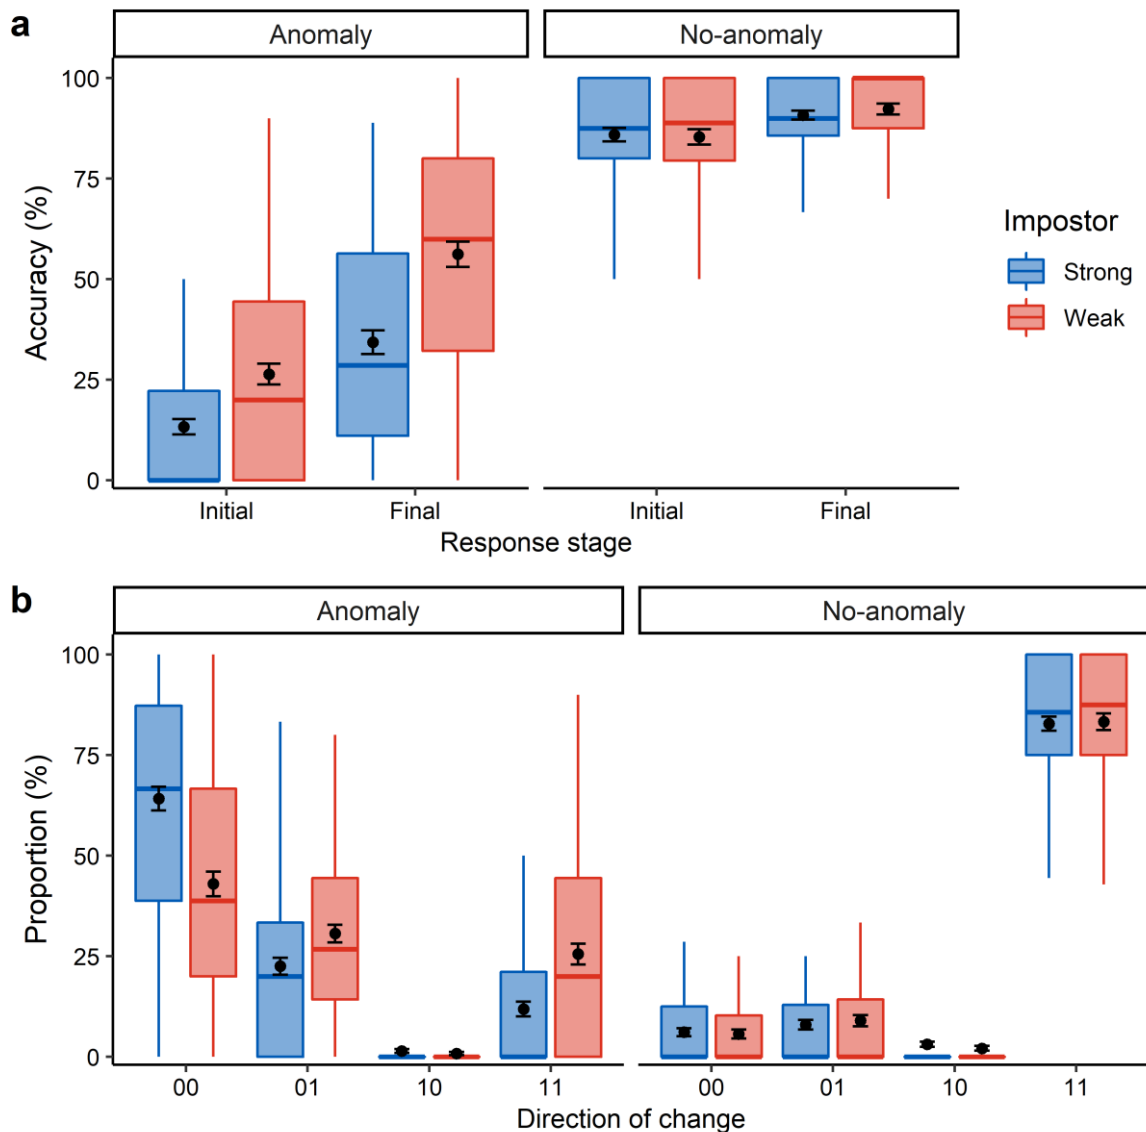 a
Anomaly No-anomaly
100
75
50
25
0
Accuracy (%)
Initial Final Initial Final
Response stage
Impostor
Strong
Weak
b
Anomaly No-anomaly
100
75
50
25
0
Proportion (%)
00 01 10 11 00 01 10 11
Direction of change